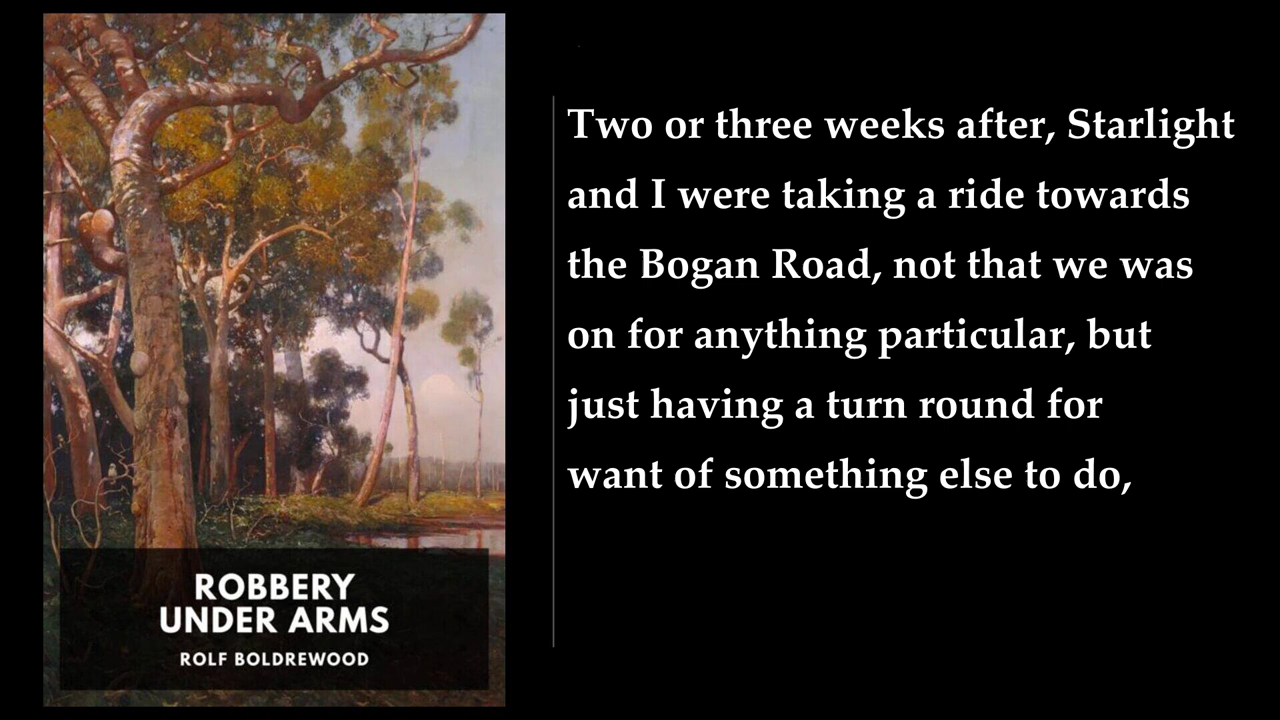 ROBBERY
UNDER ARMS
ROLF BOLDREWOOD
Two or three weeks after, Starlight
and I were taking a ride towards
the Bogan Road, not that we was
on for anything particular, but
just having a turn round for
want of something else to do,